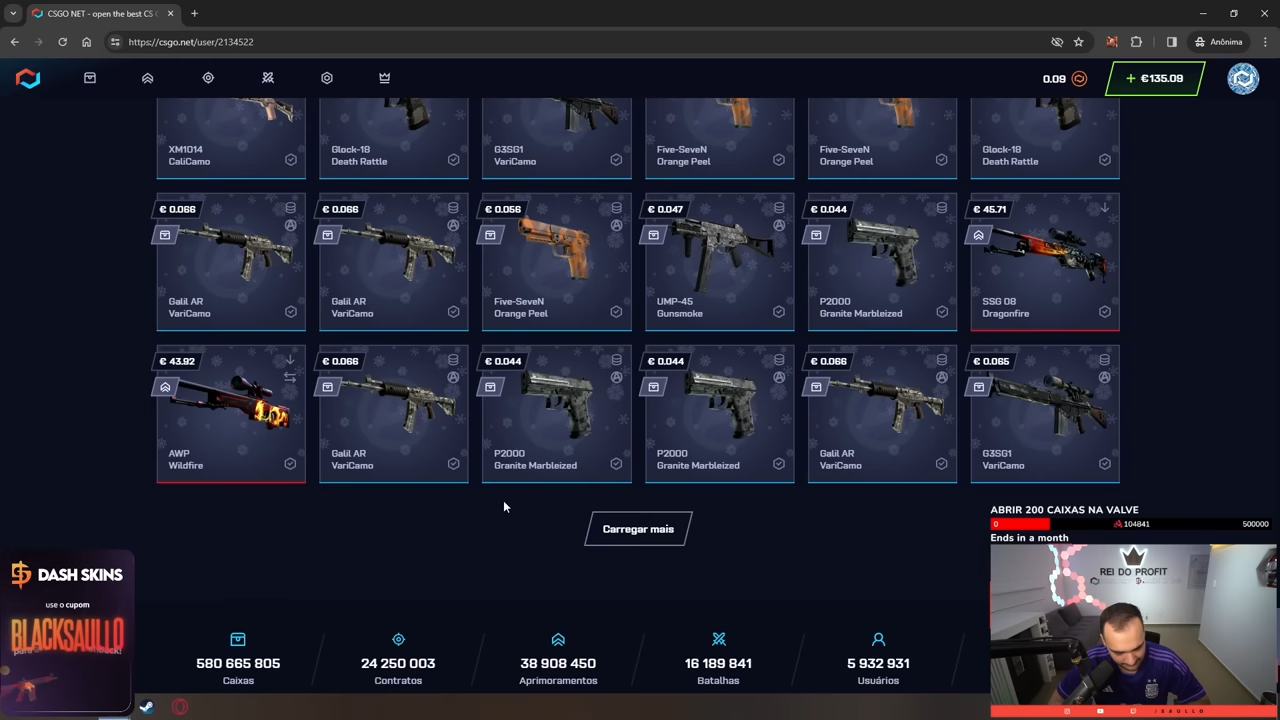 CSGO NET - open the best CS
https://csgo.net/user/2134522
Anônima
0.09
+ €135.09
XM1014
CaliCamo
Glock-18
Death Rattle
G3SG1
VariCamo
Five-SeveN
Orange Peel
Five-SeveN
Orange Peel
Glock-18
Death Rattle
€ 0.066
Galil AR
VariCamo
€ 0.066
Galil AR
VariCamo
€ 0.056
Five-SeveN
Orange Peel
€ 0.047
UMP-45
Gunsmoke
€ 0.044
P2000
Granite Marbleized
€ 45.71
SSG 08
Dragonfire
€ 43.92
AWP
Wildfire
€ 0.066
Galil AR
VariCamo
€ 0.044
P2000
Granite Marbleized
€ 0.044
P2000
Granite Marbleized
€ 0.066
Galil AR
VariCamo
€ 0.065
G3SG1
VariCamo
Carregar mais
ABRIR 200 CAIXAS NA VALVE
0 104841 500000
Ends in a month
REI DO PROFIT
DASH SKINS
use o cupom
BLACKSAULLO
580 665 805
Caixas
24 250 003
Contratos
38 908 450
Aprimoramentos
16 189 841
Batalhas
5 932 931
Usuários
/SAULLO